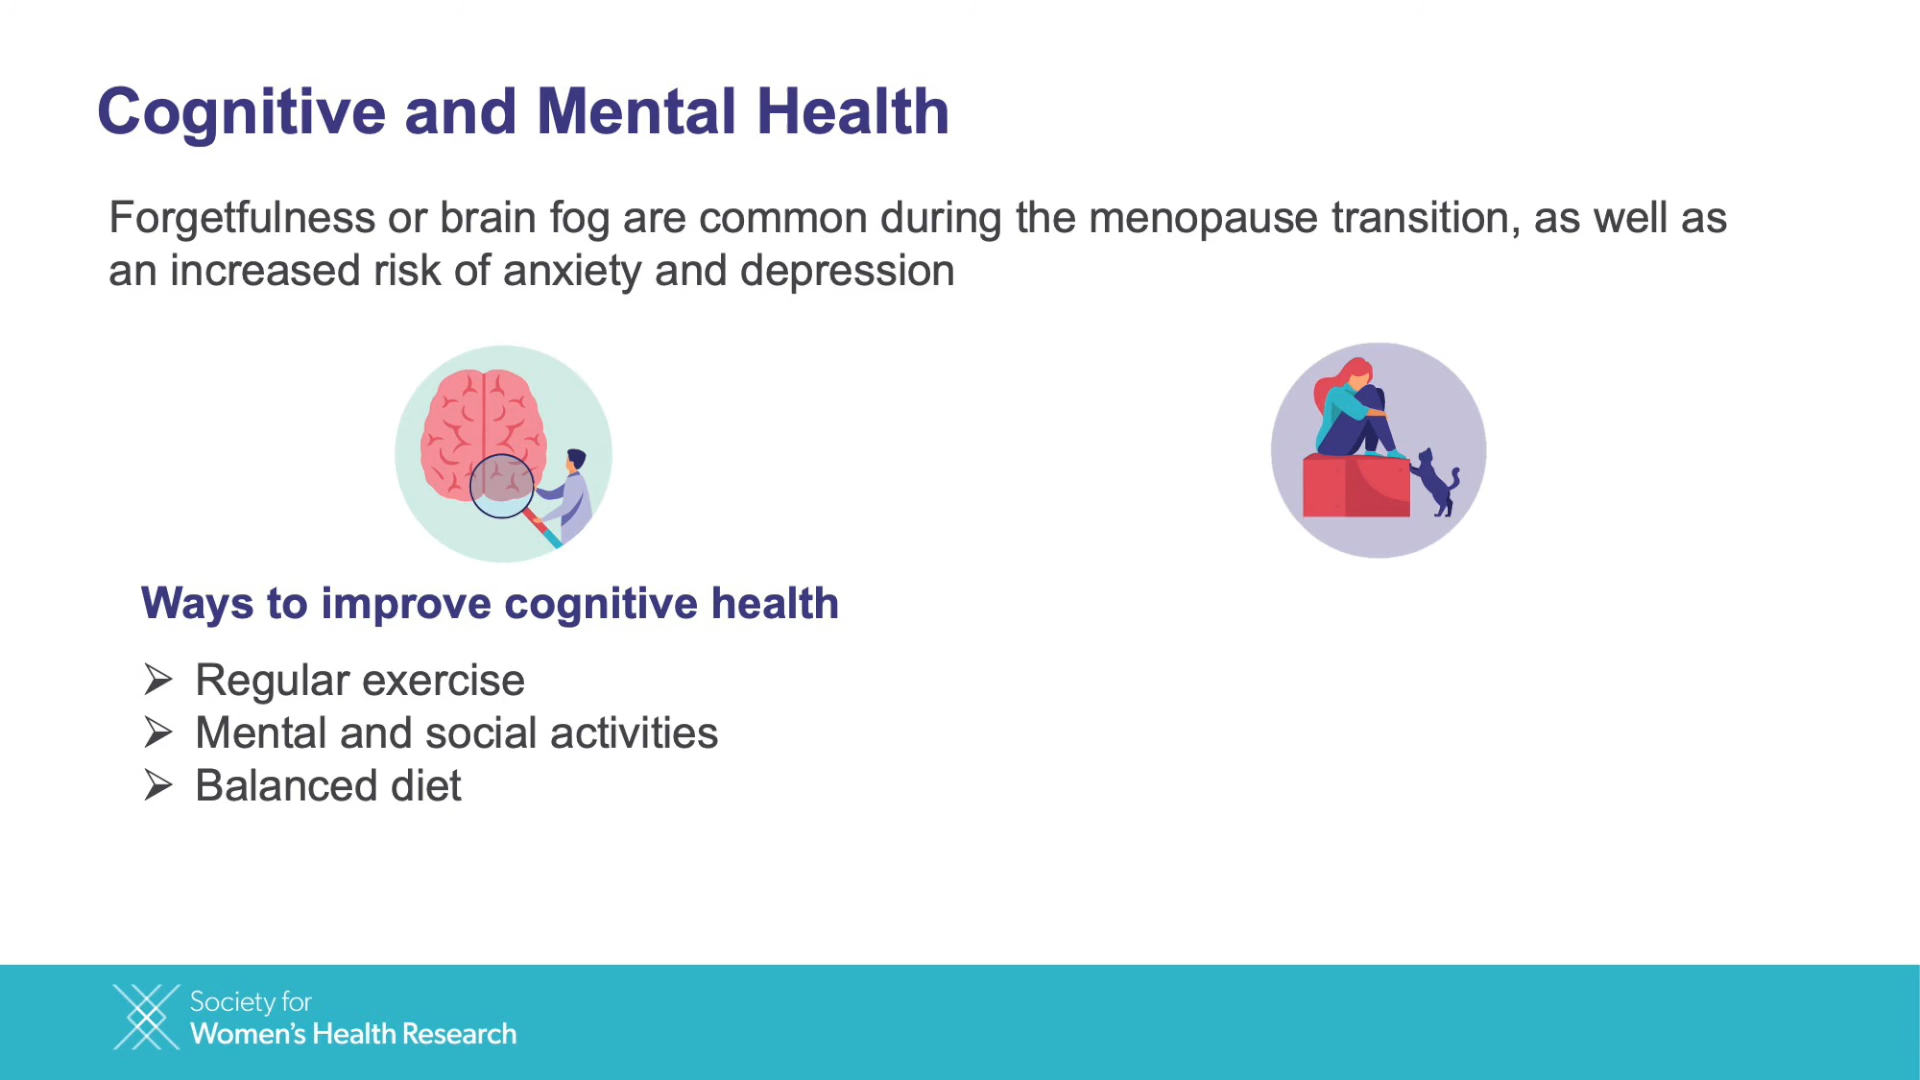 Cognitive and Mental Health
Forgetfulness or brain fog are common during the menopause transition, as well as
an increased risk of anxiety and depression
Ways to improve cognitive health
➢ Regular exercise
➢ Mental and social activities
➢ Balanced diet
Society for
Women's Health Research